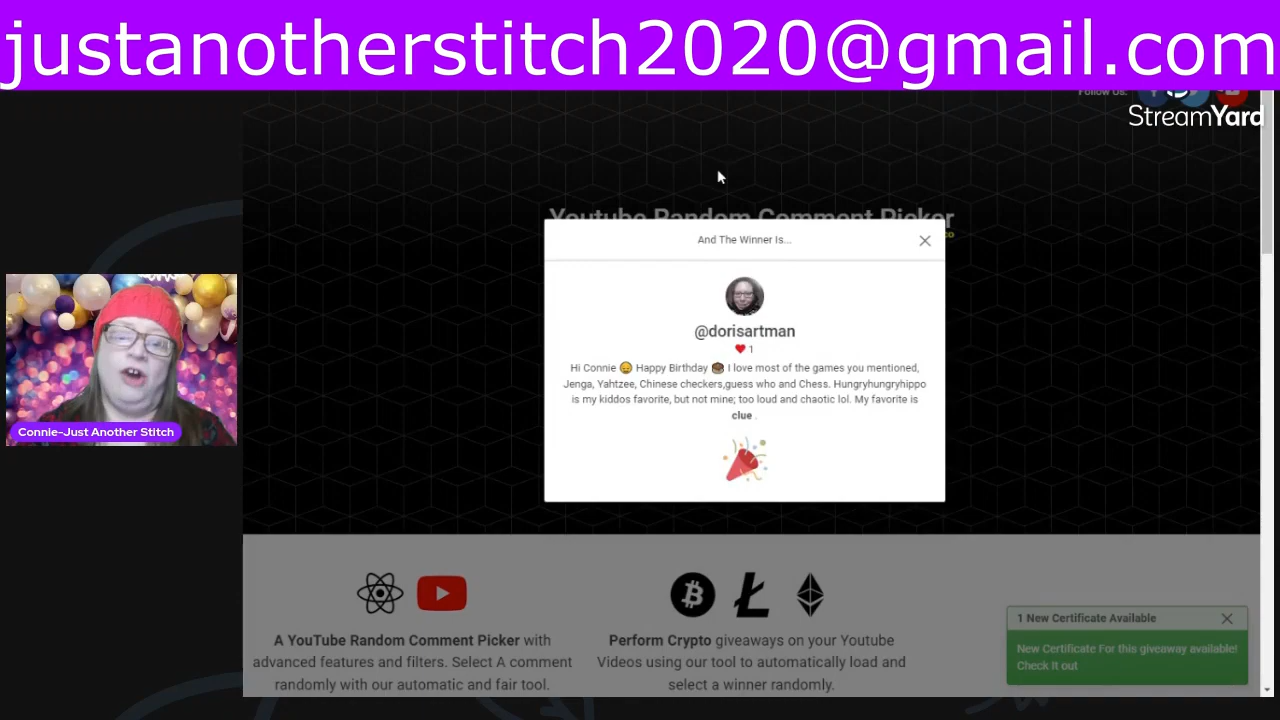 justanotherstitch2020@gmail.com
Follow Us:
StreamYard
Youtube Random Comment Picker
And The Winner Is...
@dorisartman
1
Hi Connie 😑 Happy Birthday 🎂 I love most of the games you mentioned,
Jenga, Yahtzee, Chinese checkers,guess who and Chess. Hungryhungryhippo
is my kiddos favorite, but not mine; too loud and chaotic lol. My favorite is
clue .
Connie-Just Another Stitch
A YouTube Random Comment Picker with
advanced features and filters. Select A comment
randomly with our automatic and fair tool.
Perform Crypto giveaways on your Youtube
Videos using our tool to automatically load and
select a winner randomly.
1 New Certificate Available
New Certificate For this giveaway available!
Check It out